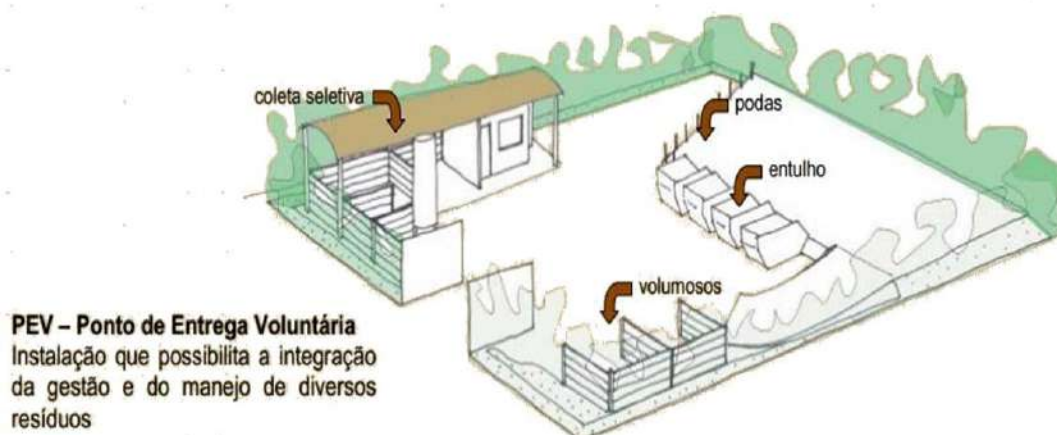 coleta seletiva
podas
entulho
volumosos
PEV – Ponto de Entrega Voluntária
Instalação que possibilita a integração
da gestão e do manejo de diversos
resíduos